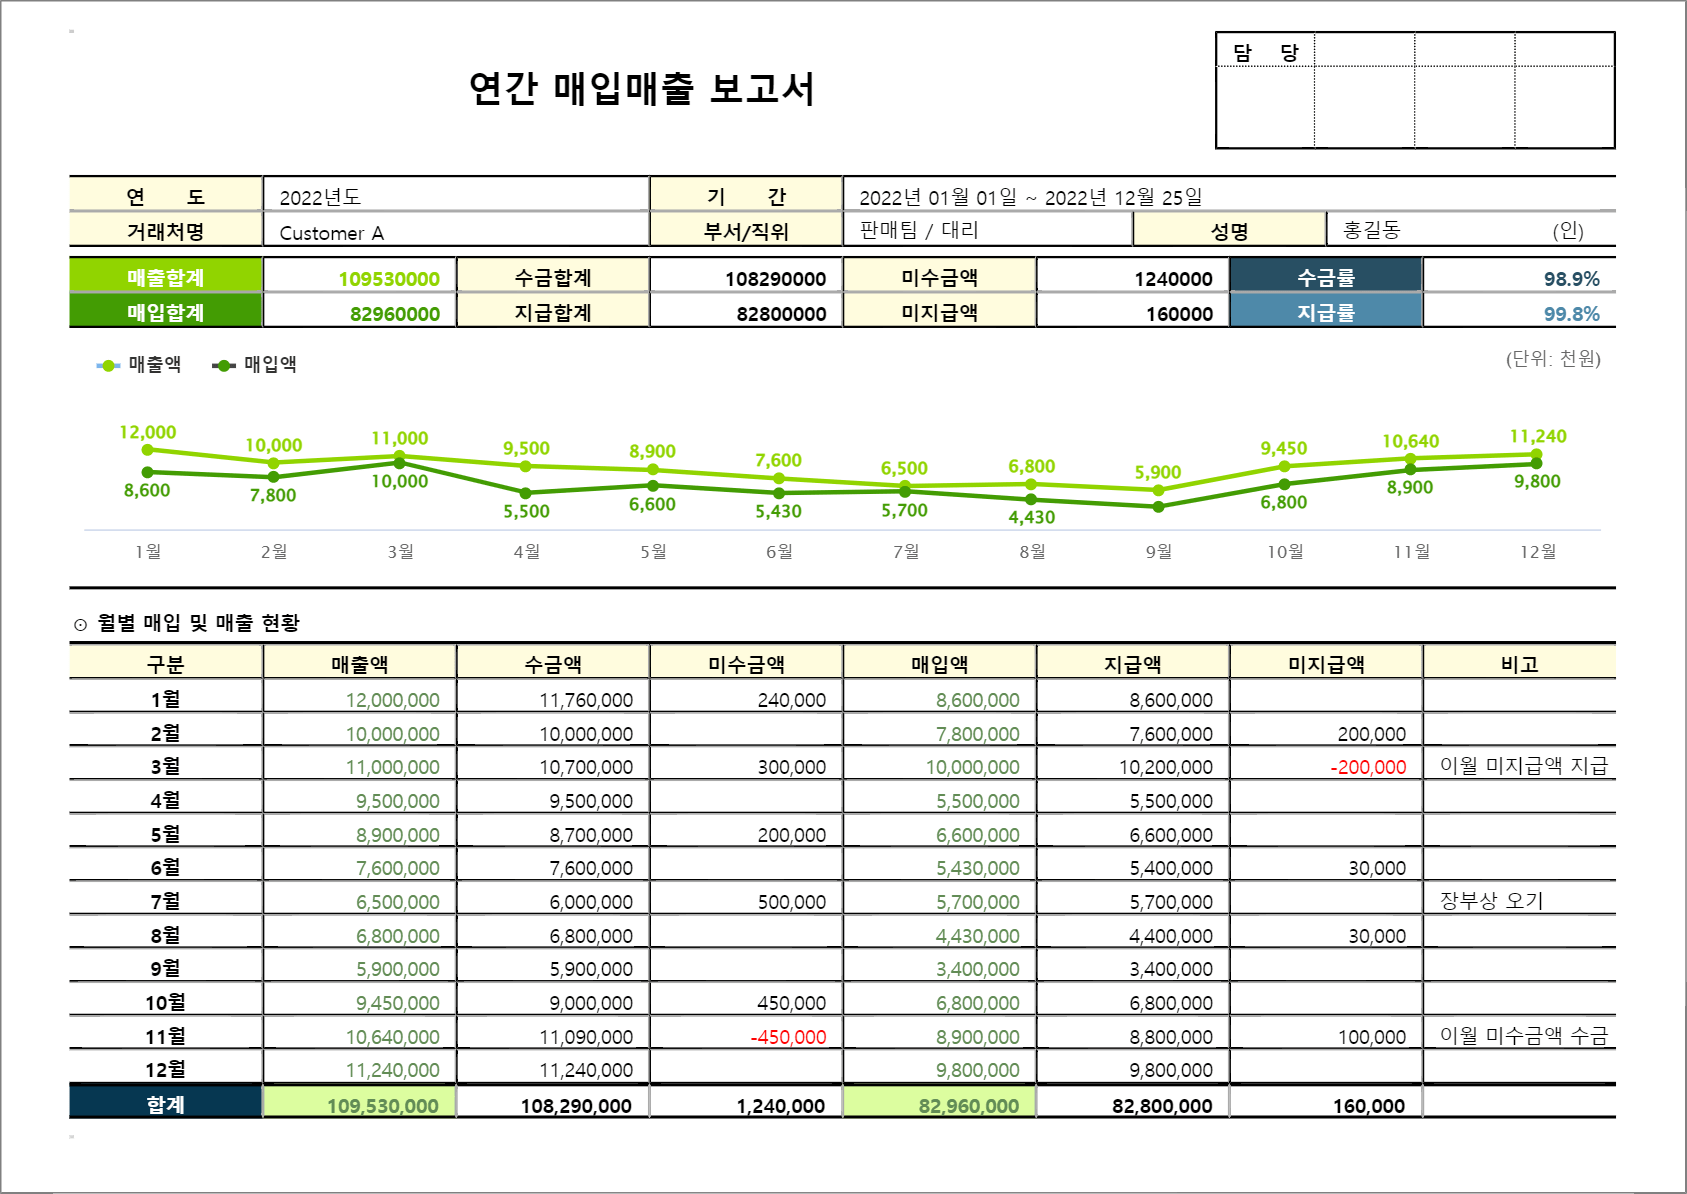 담 당
연간 매입매출 보고서
연 도 2022년도 기 간 2022년 01월 01일 ~ 2022년 12월 25일
거래처명 Customer A 부서/직위 판매팀 / 대리 성명 홍길동 (인)
매출합계 109530000 수금합계 108290000 미수금액 1240000 수금률 98.9%
매입합계 82960000 지급합계 82800000 미지급액 160000 지급률 99.8%
매출액 매입액 (단위: 천원)
12,000 10,000 11,000 9,500 8,900 7,600 6,500 6,800 5,900 9,450 10,640 11,240
8,600 7,800 10,000 5,500 6,600 5,430 5,700 4,430 6,800 8,900 9,800
1월 2월 3월 4월 5월 6월 7월 8월 9월 10월 11월 12월
⊙ 월별 매입 및 매출 현황
구분 매출액 수금액 미수금액 매입액 지급액 미지급액 비고
1월 12,000,000 11,760,000 240,000 8,600,000 8,600,000
2월 10,000,000 10,000,000 7,800,000 7,600,000 200,000
3월 11,000,000 10,700,000 300,000 10,000,000 10,200,000 -200,000 이월 미지급액 지급
4월 9,500,000 9,500,000 5,500,000 5,500,000
5월 8,900,000 8,700,000 200,000 6,600,000 6,600,000
6월 7,600,000 7,600,000 5,430,000 5,400,000 30,000
7월 6,500,000 6,000,000 500,000 5,700,000 5,700,000 장부상 오기
8월 6,800,000 6,800,000 4,430,000 4,400,000 30,000
9월 5,900,000 5,900,000 3,400,000 3,400,000
10월 9,450,000 9,000,000 450,000 6,800,000 6,800,000
11월 10,640,000 11,090,000 -450,000 8,900,000 8,800,000 100,000 이월 미수금액 수금
12월 11,240,000 11,240,000 9,800,000 9,800,000
합계 109,530,000 108,290,000 1,240,000 82,960,000 82,800,000 160,000